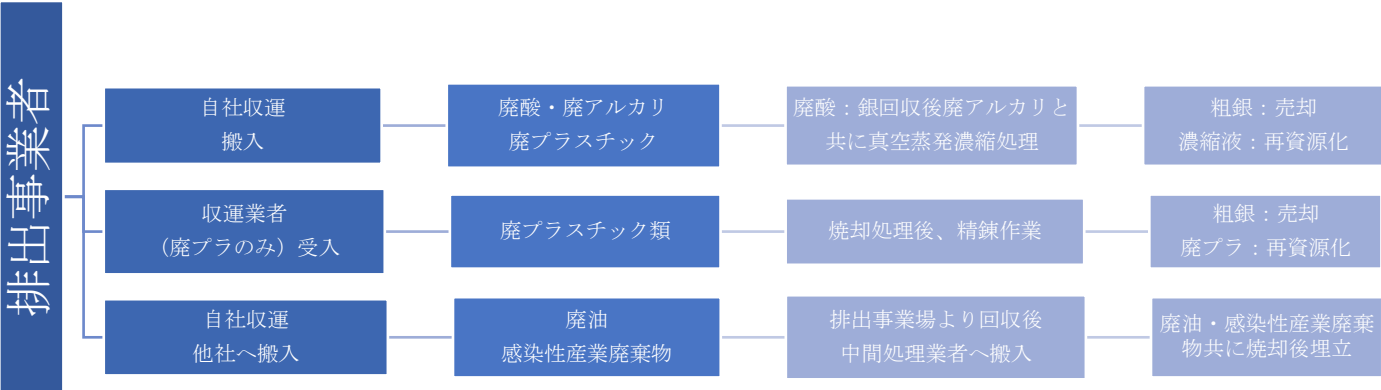 排出事業者
自社収運
搬入
廃酸・廃アルカリ
廃プラスチック
廃酸：銀回収後廃アルカリと
共に真空蒸発濃縮処理
粗銀：売却
濃縮液：再資源化
収運業者
（廃プラのみ）受入
廃プラスチック類
焼却処理後、精錬作業
粗銀：売却
廃プラ：再資源化
自社収運
他社へ搬入
廃油
感染性産業廃棄物
排出事業場より回収後
中間処理業者へ搬入
廃油・感染性産業廃棄
物共に焼却後埋立